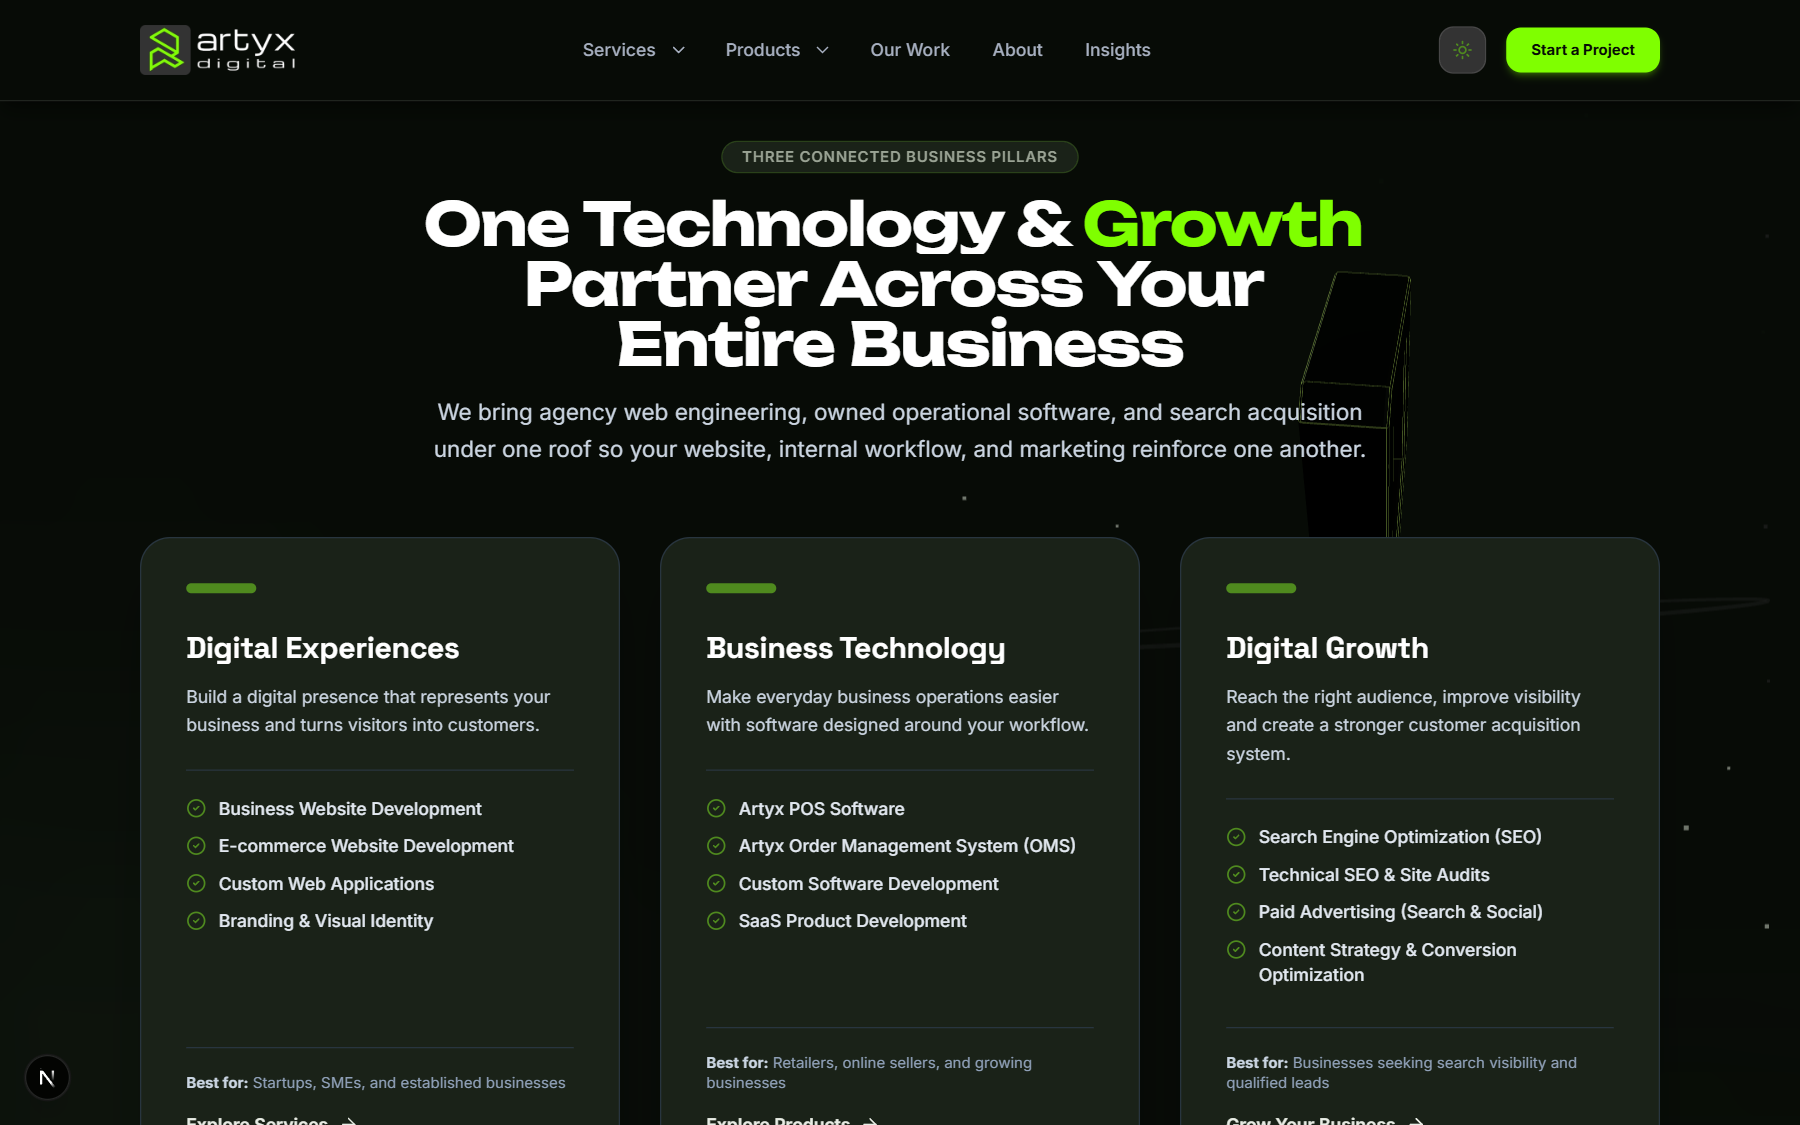 artyx
digital
Services
Products
Our Work
About
Insights
Start a Project
THREE CONNECTED BUSINESS PILLARS
One Technology & Growth
Partner Across Your
Entire Business
We bring agency web engineering, owned operational software, and search acquisition
under one roof so your website, internal workflow, and marketing reinforce one another.
Digital Experiences
Build a digital presence that represents your
business and turns visitors into customers.
Business Website Development
E-commerce Website Development
Custom Web Applications
Branding & Visual Identity
Best for: Startups, SMEs, and established businesses
Explore Services
Business Technology
Make everyday business operations easier
with software designed around your workflow.
Artyx POS Software
Artyx Order Management System (OMS)
Custom Software Development
SaaS Product Development
Best for: Retailers, online sellers, and growing
businesses
Explore Products
Digital Growth
Reach the right audience, improve visibility
and create a stronger customer acquisition
system.
Search Engine Optimization (SEO)
Technical SEO & Site Audits
Paid Advertising (Search & Social)
Content Strategy & Conversion
Optimization
Best for: Businesses seeking search visibility and
qualified leads
Grow Your Business
N